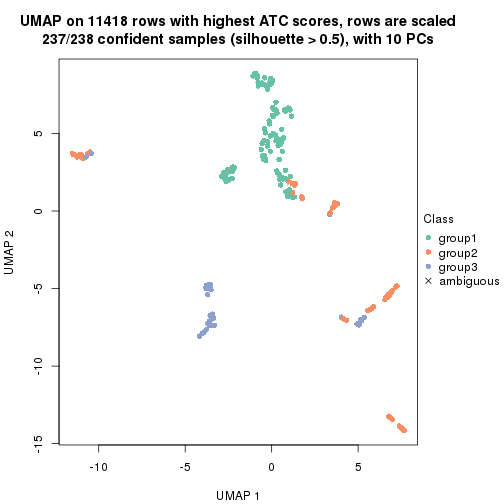 UMAP on 11418 rows with highest ATC scores, rows are scaled
237/238 confident samples (silhouette > 0.5), with 10 PCs
UMAP 2
5
0
-5
-10
-15
-10
-5
0
5
UMAP 1
Class
group1
group2
group3
ambiguous